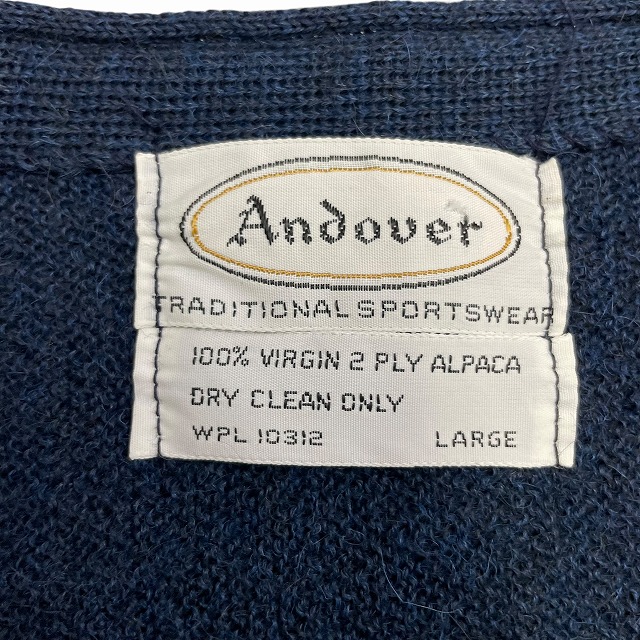 Andover
TRADITIONAL SPORTSWEAR
100% VIRGIN 2 PLY ALPACA
DRY CLEAN ONLY
WPL 10312 LARGE